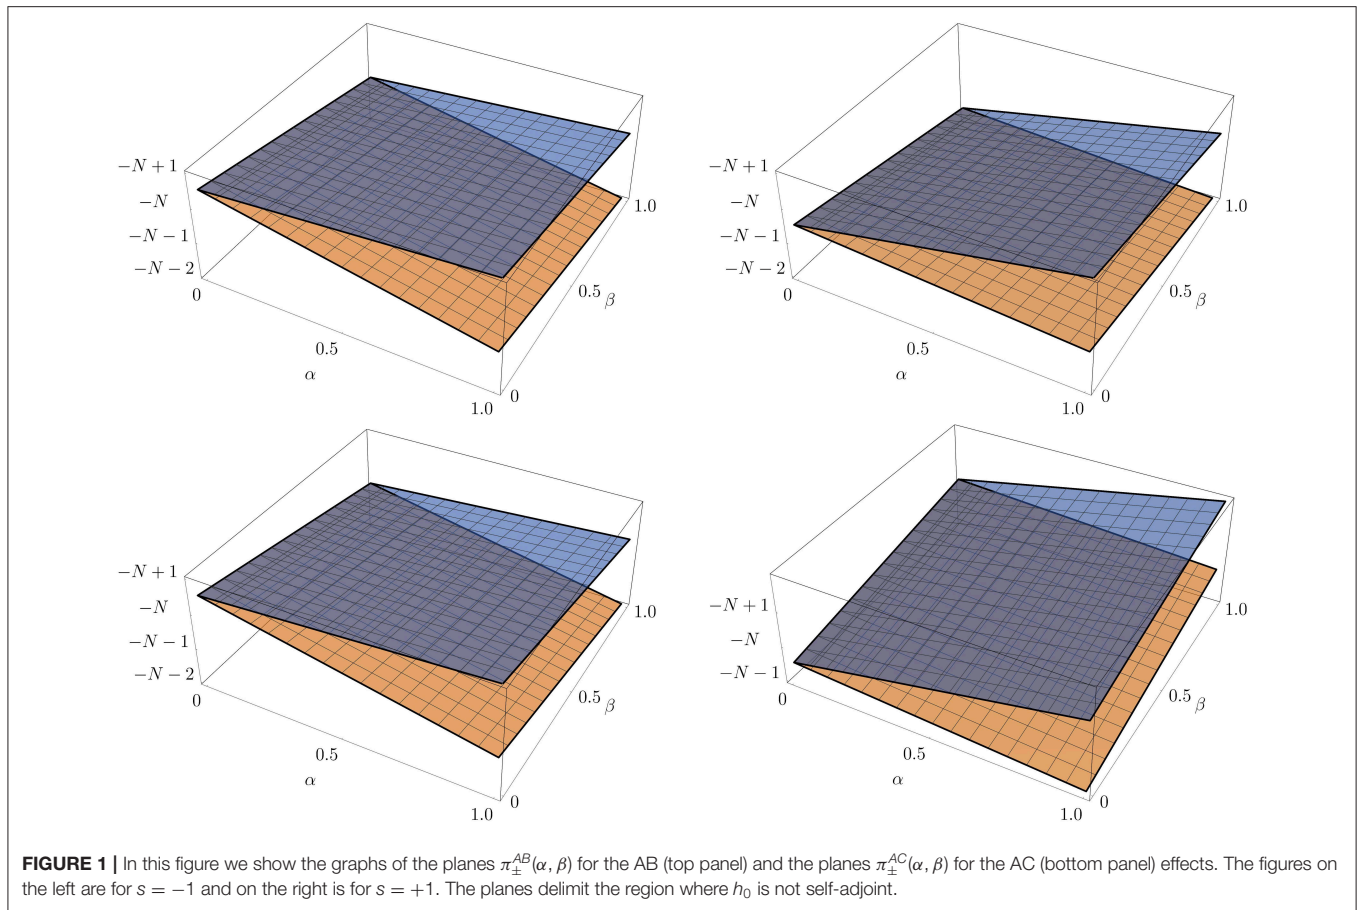 −N + 1
−N
−N − 1
−N − 2
0
0.5
α
1.0
0
0.5
β
1.0
−N + 1
−N
−N − 1
−N − 2
0
0.5
α
1.0
0
0.5
β
1.0
−N + 1
−N
−N − 1
−N − 2
0
0.5
α
1.0
0
0.5
β
1.0
−N + 1
−N
−N − 1
0
0.5
α
1.0
0
0.5
β
1.0
FIGURE 1 | In this figure we show the graphs of the planes π±^AB(α, β) for the AB (top panel) and the planes π±^AC(α, β) for the AC (bottom panel) effects. The figures on
the left are for s = −1 and on the right is for s = +1. The planes delimit the region where h₀ is not self-adjoint.